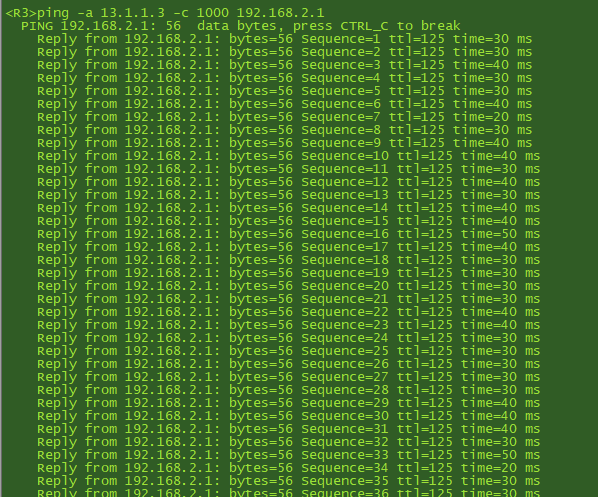 <R3>ping -a 13.1.1.3 -c 1000 192.168.2.1
PING 192.168.2.1: 56  data bytes, press CTRL_C to break
Reply from 192.168.2.1: bytes=56 Sequence=1 ttl=125 time=30 ms
Reply from 192.168.2.1: bytes=56 Sequence=2 ttl=125 time=30 ms
Reply from 192.168.2.1: bytes=56 Sequence=3 ttl=125 time=40 ms
Reply from 192.168.2.1: bytes=56 Sequence=4 ttl=125 time=30 ms
Reply from 192.168.2.1: bytes=56 Sequence=5 ttl=125 time=30 ms
Reply from 192.168.2.1: bytes=56 Sequence=6 ttl=125 time=40 ms
Reply from 192.168.2.1: bytes=56 Sequence=7 ttl=125 time=20 ms
Reply from 192.168.2.1: bytes=56 Sequence=8 ttl=125 time=30 ms
Reply from 192.168.2.1: bytes=56 Sequence=9 ttl=125 time=40 ms
Reply from 192.168.2.1: bytes=56 Sequence=10 ttl=125 time=40 ms
Reply from 192.168.2.1: bytes=56 Sequence=11 ttl=125 time=30 ms
Reply from 192.168.2.1: bytes=56 Sequence=12 ttl=125 time=40 ms
Reply from 192.168.2.1: bytes=56 Sequence=13 ttl=125 time=30 ms
Reply from 192.168.2.1: bytes=56 Sequence=14 ttl=125 time=40 ms
Reply from 192.168.2.1: bytes=56 Sequence=15 ttl=125 time=40 ms
Reply from 192.168.2.1: bytes=56 Sequence=16 ttl=125 time=50 ms
Reply from 192.168.2.1: bytes=56 Sequence=17 ttl=125 time=40 ms
Reply from 192.168.2.1: bytes=56 Sequence=18 ttl=125 time=30 ms
Reply from 192.168.2.1: bytes=56 Sequence=19 ttl=125 time=30 ms
Reply from 192.168.2.1: bytes=56 Sequence=20 ttl=125 time=30 ms
Reply from 192.168.2.1: bytes=56 Sequence=21 ttl=125 time=30 ms
Reply from 192.168.2.1: bytes=56 Sequence=22 ttl=125 time=40 ms
Reply from 192.168.2.1: bytes=56 Sequence=23 ttl=125 time=40 ms
Reply from 192.168.2.1: bytes=56 Sequence=24 ttl=125 time=30 ms
Reply from 192.168.2.1: bytes=56 Sequence=25 ttl=125 time=30 ms
Reply from 192.168.2.1: bytes=56 Sequence=26 ttl=125 time=30 ms
Reply from 192.168.2.1: bytes=56 Sequence=27 ttl=125 time=30 ms
Reply from 192.168.2.1: bytes=56 Sequence=28 ttl=125 time=30 ms
Reply from 192.168.2.1: bytes=56 Sequence=29 ttl=125 time=40 ms
Reply from 192.168.2.1: bytes=56 Sequence=30 ttl=125 time=40 ms
Reply from 192.168.2.1: bytes=56 Sequence=31 ttl=125 time=40 ms
Reply from 192.168.2.1: bytes=56 Sequence=32 ttl=125 time=30 ms
Reply from 192.168.2.1: bytes=56 Sequence=33 ttl=125 time=50 ms
Reply from 192.168.2.1: bytes=56 Sequence=34 ttl=125 time=20 ms
Reply from 192.168.2.1: bytes=56 Sequence=35 ttl=125 time=30 ms
Reply from 192.168.2.1: bytes=56 Sequence=36 ttl=125 time=30 ms